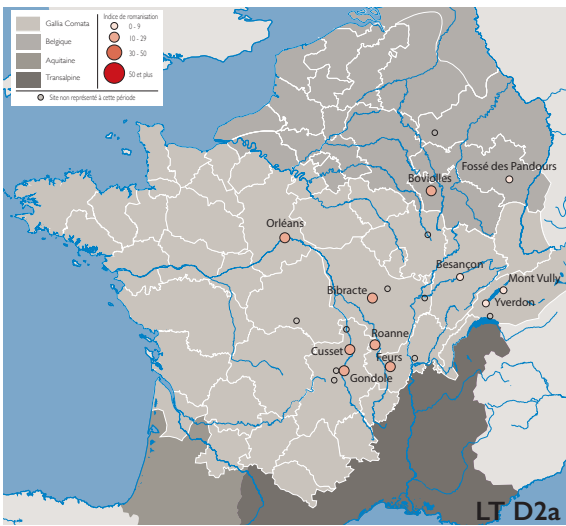 Gallia Comata
Belgique
Aquitaine
Transalpine
Indice de romanisation
0 - 9
10 - 29
30 - 50
50 et plus
Site non représenté à cette période
Fossé des Pandours
Boviolles
Orléans
Besançon
Mont Vully
Bibracte
Yverdon
Roanne
Cusset
Feurs
Gondole
LT D2a